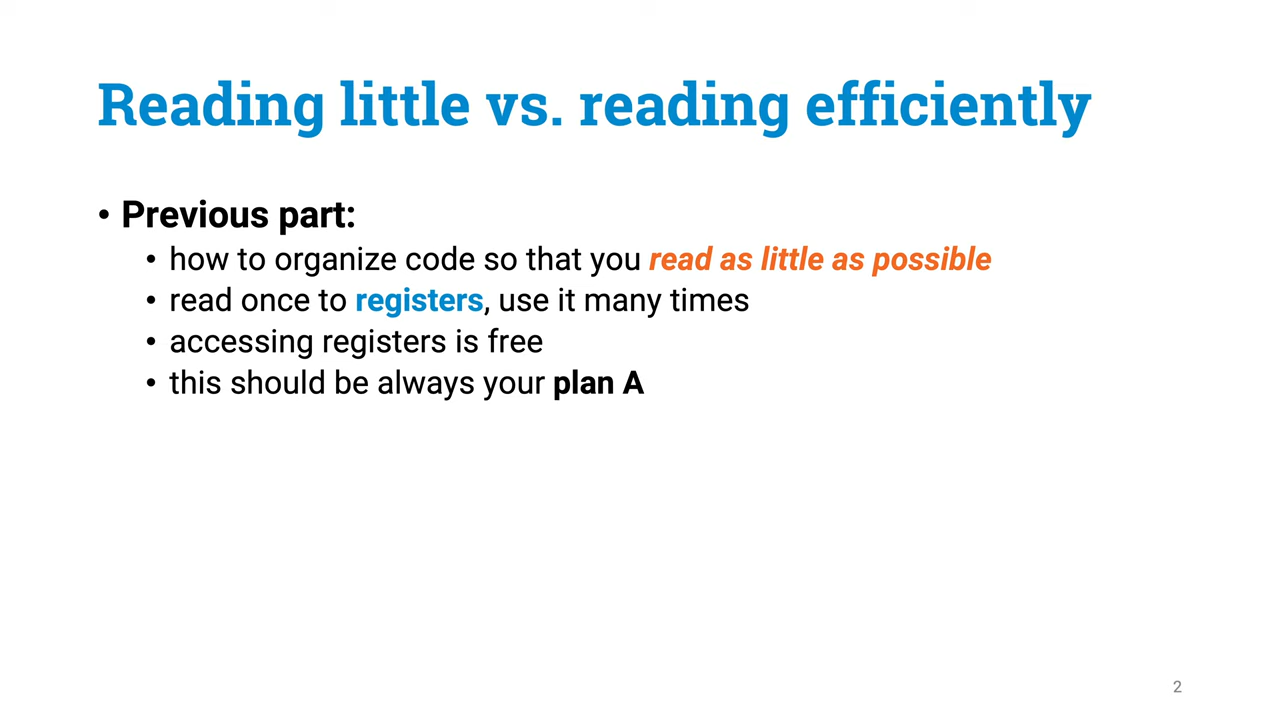 Reading little vs. reading efficiently
• Previous part:
• how to organize code so that you read as little as possible
• read once to registers, use it many times
• accessing registers is free
• this should be always your plan A
2